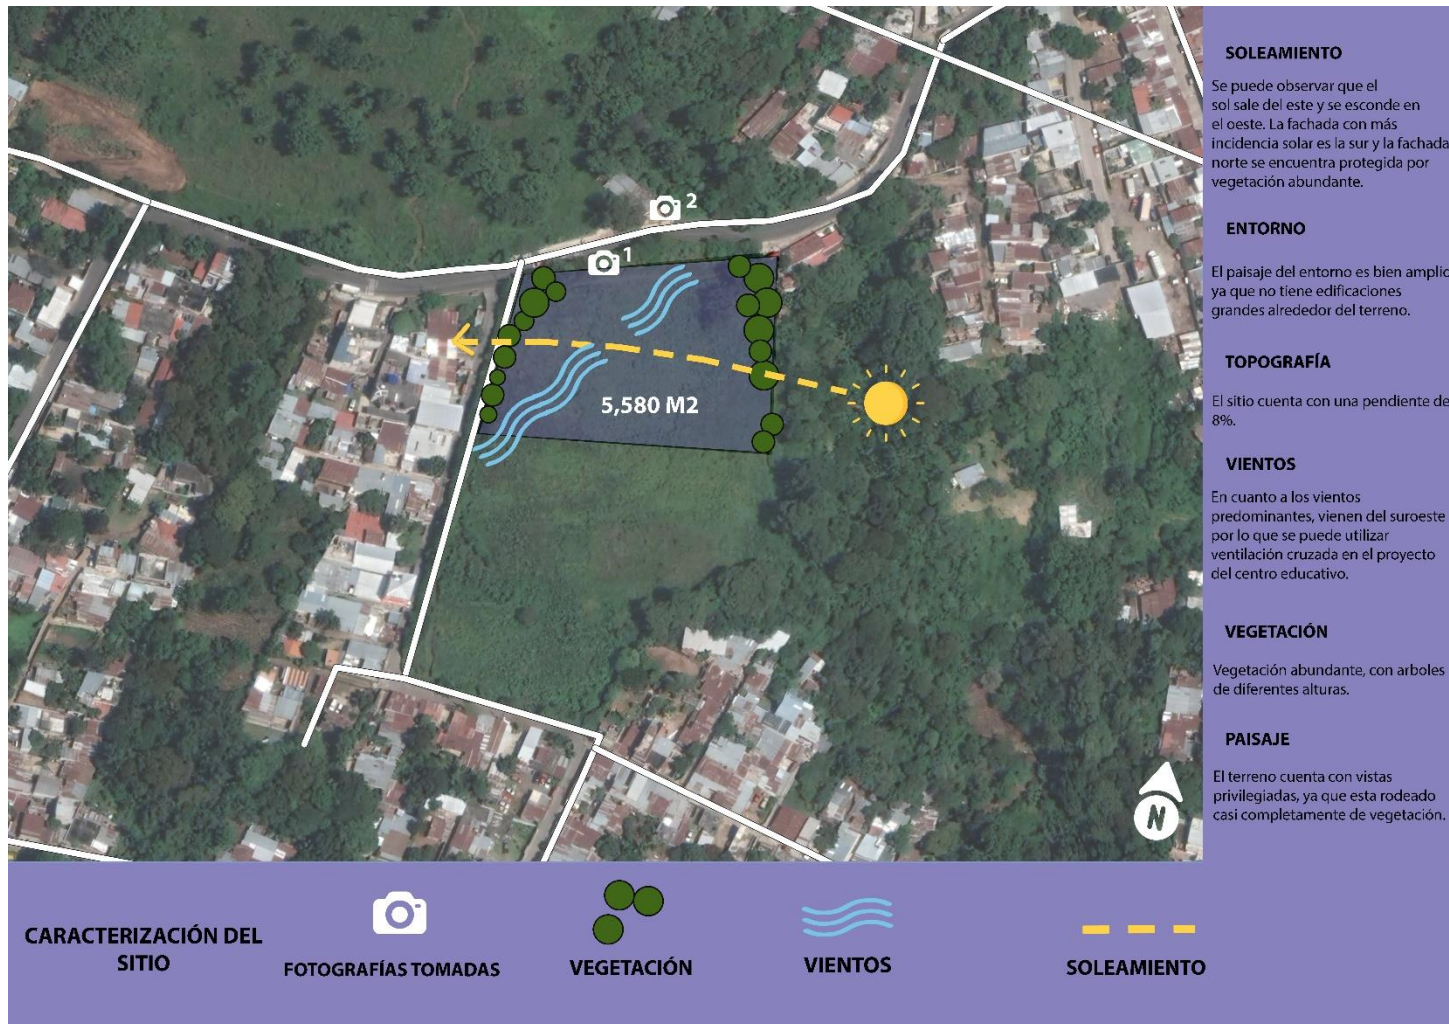 SOLEAMIENTO
Se puede observar que el
sol sale del este y se esconde en
el oeste. La fachada con más
incidencia solar es la sur y la fachada
norte se encuentra protegida por
vegetación abundante.
ENTORNO
El paisaje del entorno es bien amplio
ya que no tiene edificaciones
grandes alrededor del terreno.
TOPOGRAFÍA
El sitio cuenta con una pendiente de
8%.
VIENTOS
En cuanto a los vientos
predominantes, vienen del suroeste
por lo que se puede utilizar
ventilación cruzada en el proyecto
del centro educativo.
VEGETACIÓN
Vegetación abundante, con arboles
de diferentes alturas.
PAISAJE
El terreno cuenta con vistas
privilegiadas, ya que esta rodeado
casi completamente de vegetación.
2
1
5,580 M2
N
CARACTERIZACIÓN DEL
SITIO
FOTOGRAFÍAS TOMADAS
VEGETACIÓN
VIENTOS
SOLEAMIENTO